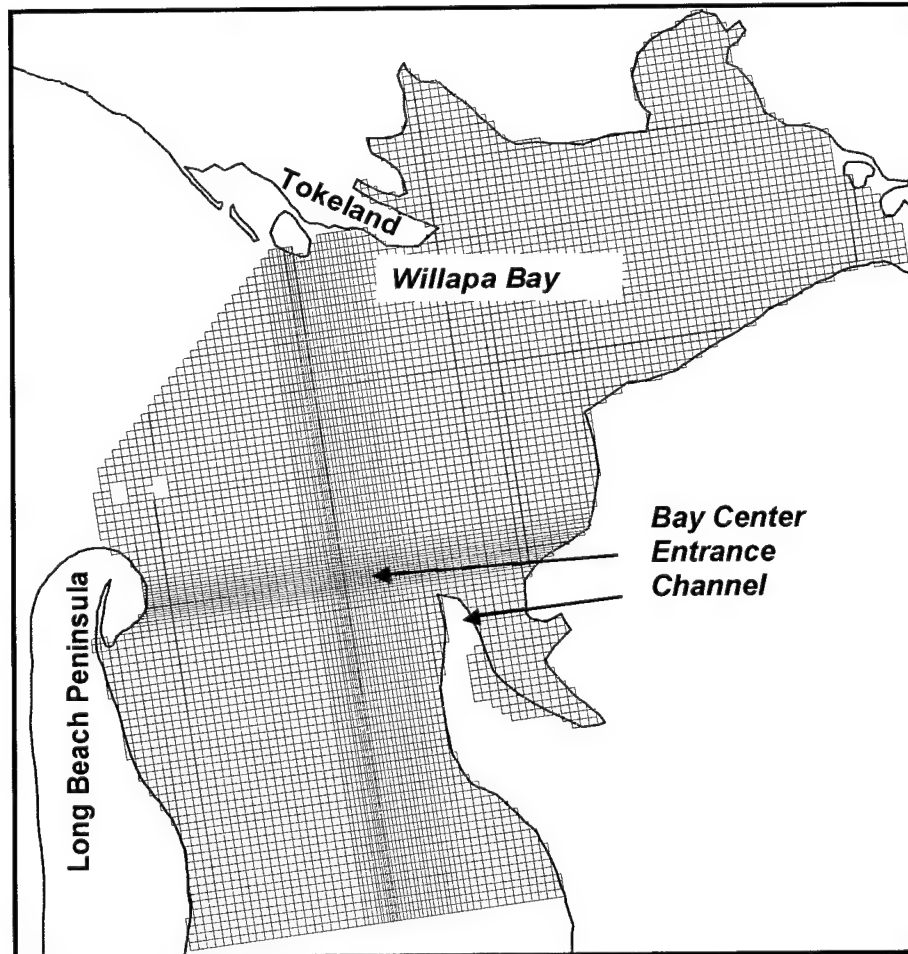 Tokeland
Willapa Bay
Bay Center
Entrance
Channel
Long Beach Peninsula